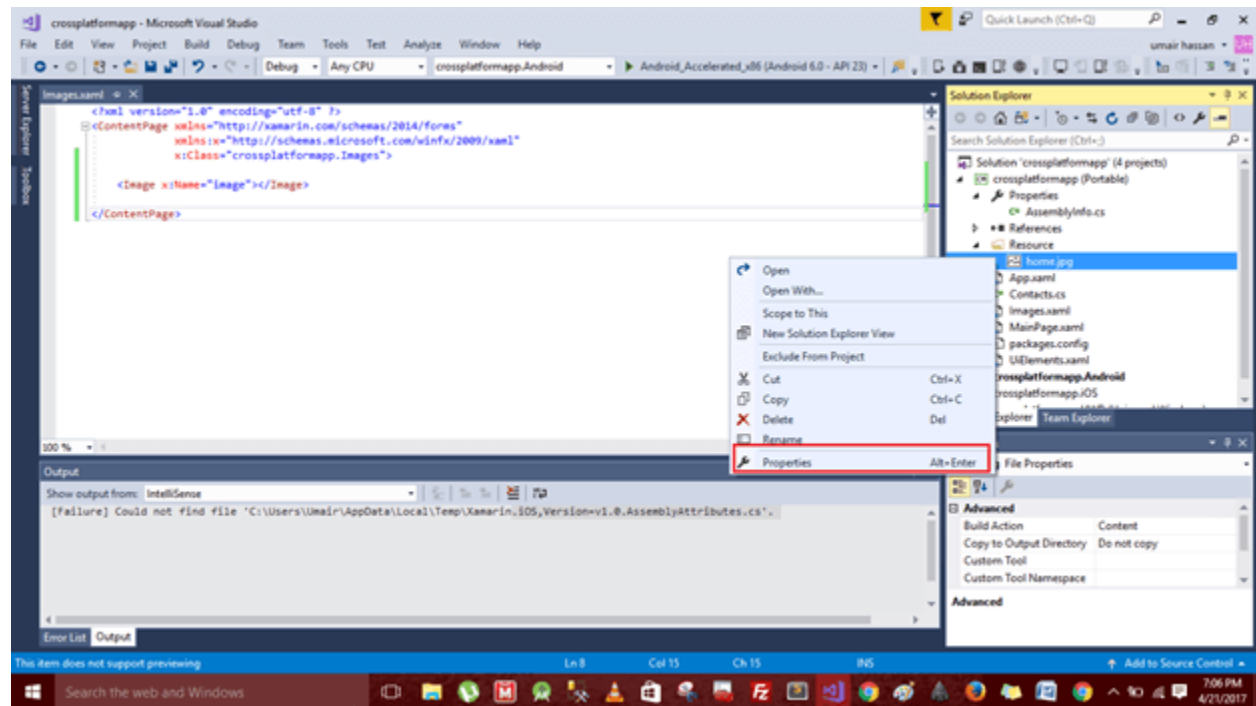 crossplatformapp - Microsoft Visual Studio
Quick Launch (Ctrl+Q)
File Edit View Project Build Debug Team Tools Test Analyze Window Help
umair hassan
Debug Any CPU crossplatformapp.Android Android_Accelerated_x86 (Android 6.0 - API 23)
Server Explorer
Toolbox
Images.xaml
<?xml version="1.0" encoding="utf-8" ?>
<ContentPage xmlns="http://xamarin.com/schemas/2014/forms"
xmlns:x="http://schemas.microsoft.com/winfx/2009/xaml"
x:Class="crossplatformapp.Images">
<Image x:Name="image"></Image>
</ContentPage>
100 %
Solution Explorer
Search Solution Explorer (Ctrl+;)
Solution 'crossplatformapp' (4 projects)
crossplatformapp (Portable)
Properties
AssemblyInfo.cs
References
Resource
home.jpg
App.xaml
Contacts.cs
Images.xaml
MainPage.xaml
packages.config
UiElements.xaml
crossplatformapp.Android
crossplatformapp.iOS
Explorer Team Explorer
Open
Open With...
Scope to This
New Solution Explorer View
Exclude From Project
Cut Ctrl+X
Copy Ctrl+C
Delete Del
Rename
Properties Alt+Enter
File Properties
Advanced
Build Action Content
Copy to Output Directory Do not copy
Custom Tool
Custom Tool Namespace
Advanced
Output
Show output from: IntelliSense
[Failure] Could not find file 'C:\Users\Umair\AppData\Local\Temp\Xamarin.iOS,Version=v1.0.AssemblyAttributes.cs'.
Error List Output
This item does not support previewing Ln 8 Col 15 Ch 15 INS Add to Source Control
Search the web and Windows
7:06 PM
4/21/2017